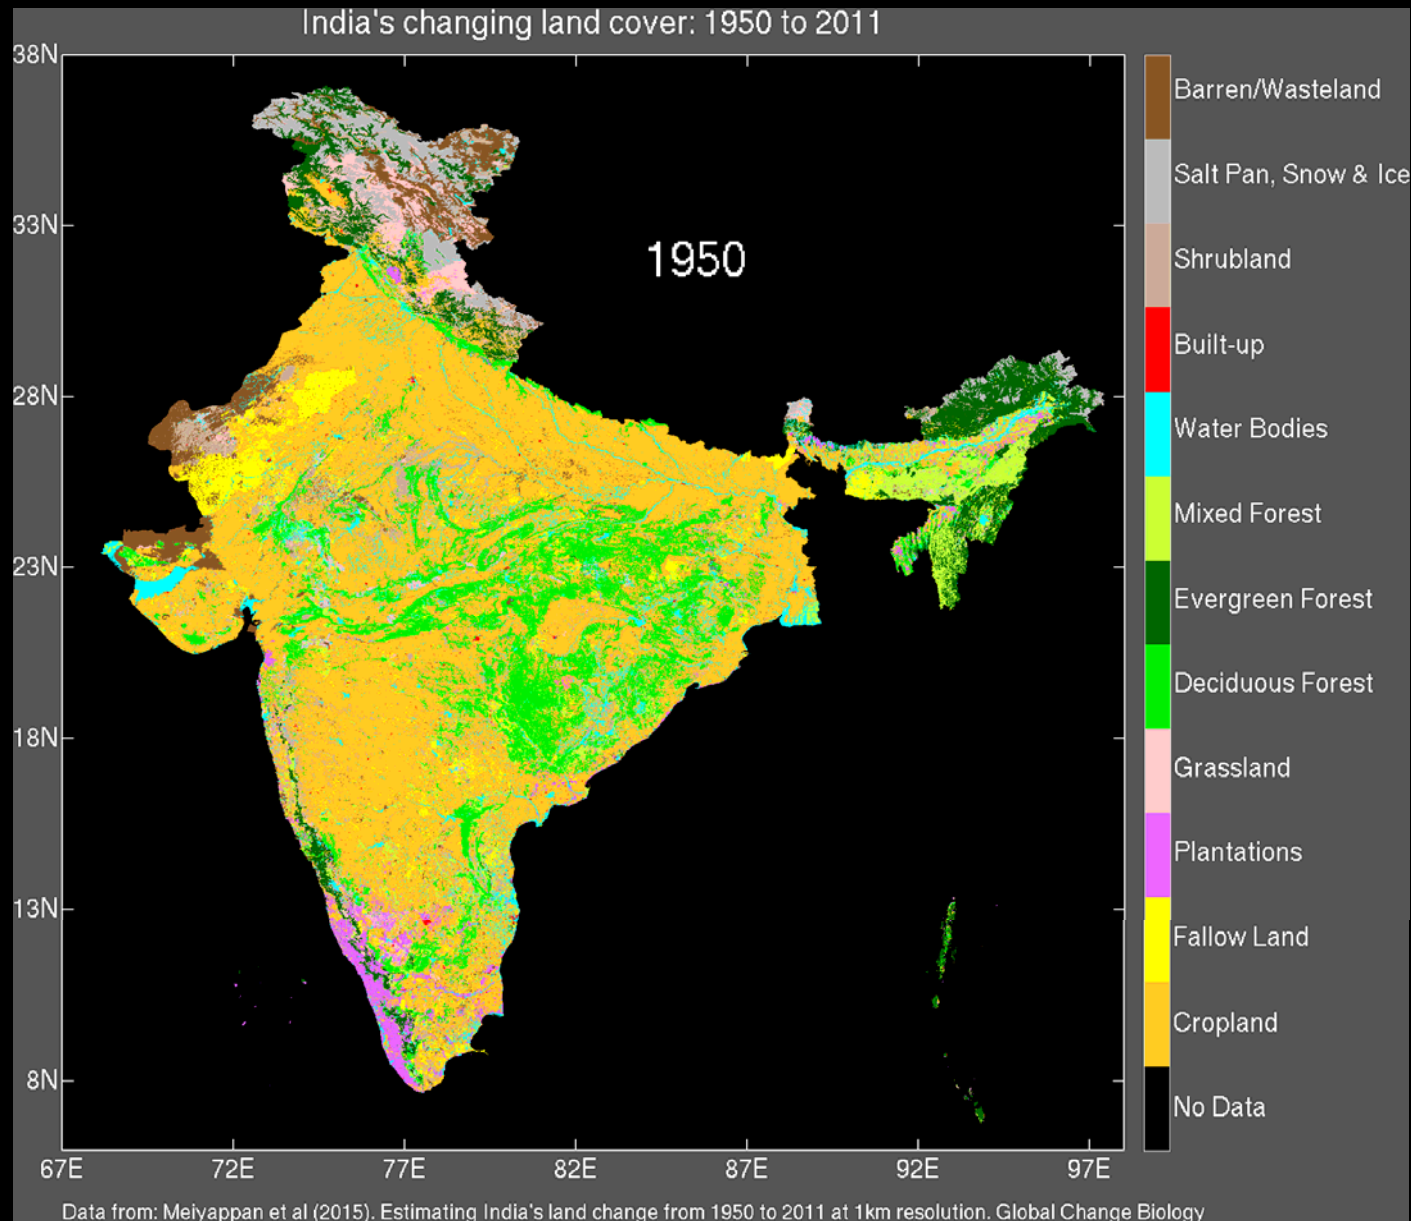 India's changing land cover: 1950 to 2011
38N
33N
28N
23N
18N
13N
8N
67E
72E
77E
82E
87E
92E
97E
1950
Barren/Wasteland
Salt Pan, Snow & Ice
Shrubland
Built-up
Water Bodies
Mixed Forest
Evergreen Forest
Deciduous Forest
Grassland
Plantations
Fallow Land
Cropland
No Data
Data from: Meiyappan et al (2015). Estimating India's land change from 1950 to 2011 at 1km resolution. Global Change Biology